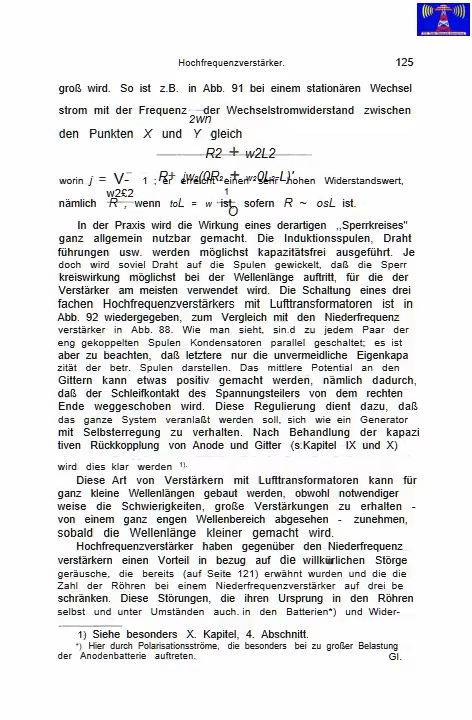 Hochfrequenzverstärker. 125
groß wird. So ist z.B. in Abb. 91 bei einem stationären Wechsel
strom mit der Frequenz der Wechselstromwiderstand zwischen
2wn
den Punkten X und Y gleich
R2 + w2L2
worin j = V- 1 ; er erreicht einen sehr hohen Widerstandswert,
w2£2
nämlich R , wenn toL = w ist, sofern R ~ osL ist.
In der Praxis wird die Wirkung eines derartigen ,,Sperrkreises"
ganz allgemein nutzbar gemacht. Die Induktionsspulen, Draht
führungen usw. werden möglichst kapazitätsfrei ausgeführt. Je
doch wird soviel Draht auf die Spulen gewickelt, daß die Sperr
kreiswirkung möglichst bei der Wellenlänge auftritt, für die der
Verstärker am meisten verwendet wird. Die Schaltung eines drei
fachen Hochfrequenzverstärkers mit Lufttransformatoren ist in
Abb. 92 wiedergegeben, zum Vergleich mit den Niederfrequenz
verstärker in Abb. 88. Wie man sieht, sin.d zu jedem Paar der
eng gekoppelten Spulen Kondensatoren parallel geschaltet; es ist
aber zu beachten, daß letztere nur die unvermeidliche Eigenkapa
zität der betr. Spulen darstellen. Das mittlere Potential an den
Gittern kann etwas positiv gemacht werden, nämlich dadurch,
daß der Schleifkontakt des Spannungsteilers von dem rechten
Ende weggeschoben wird. Diese Regulierung dient dazu, daß
das ganze System veranlaßt werden soll, sich wie ein Generator
mit Selbsterregung zu verhalten. Nach Behandlung der kapazi
tiven Rückkopplung von Anode und Gitter (s.Kapitel IX und X)
wird dies klar werden 1).
Diese Art von Verstärkern mit Lufttransformatoren kann für
ganz kleine Wellenlängen gebaut werden, obwohl notwendiger
weise die Schwierigkeiten, große Verstärkungen zu erhalten -
von einem ganz engen Wellenbereich abgesehen - zunehmen,
sobald die Wellenlänge kleiner gemacht wird.
Hochfrequenzverstärker haben gegenüber den Niederfrequenz
verstärkern einen Vorteil in bezug auf die willkürlichen Störge
geräusche, die bereits (auf Seite 121) erwähnt wurden und die die
Zahl der Röhren bei einem Niederfrequenzverstärker auf drei be
schränken. Diese Störungen, die ihren Ursprung in den Röhren
selbst und unter Umständen auch. in den Batterien*) und Wider-
1) Siehe besonders X. Kapitel, 4. Abschnitt.
*) Hier durch Polarisationsströme, die besonders bei zu großer Belastung
der Anodenbatterie auftreten. Gl.